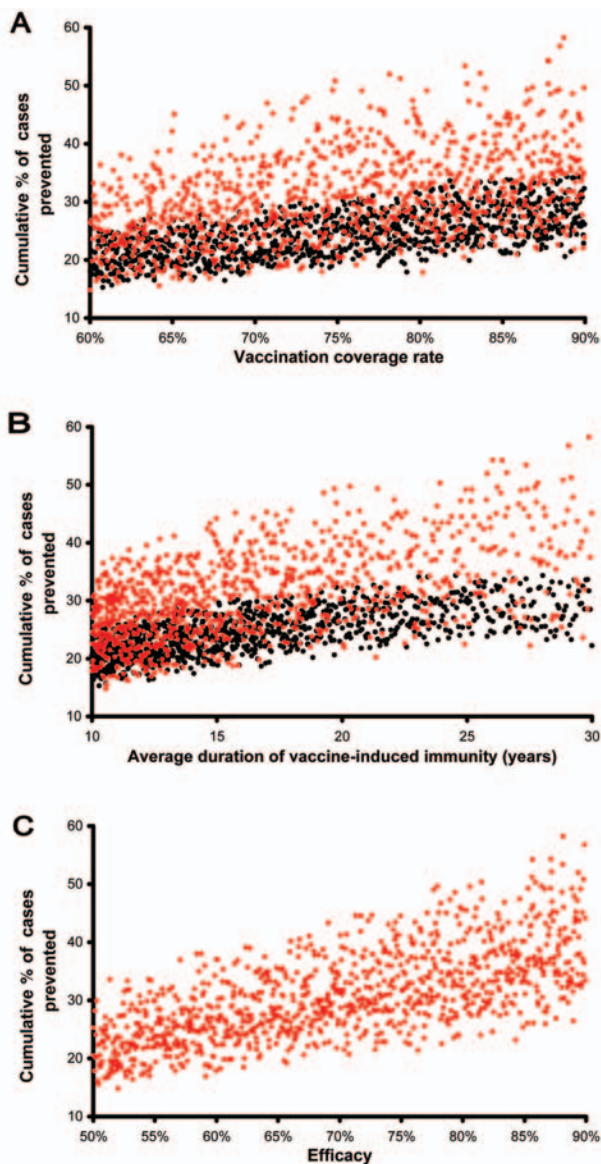 A
Cumulative % of cases
prevented
60
50
40
30
20
10
60% 65% 70% 75% 80% 85% 90%
Vaccination coverage rate
B
Cumulative % of cases
prevented
60
50
40
30
20
10
10 15 20 25 30
Average duration of vaccine-induced immunity (years)
C
Cumulative % of cases
prevented
60
50
40
30
20
10
50% 55% 60% 65% 70% 75% 80% 85% 90%
Efficacy